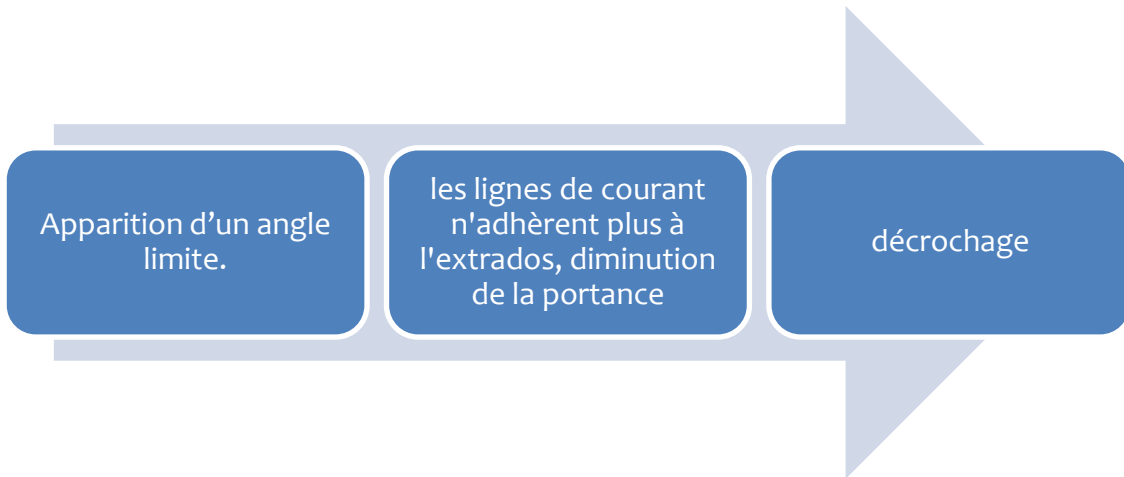 Apparition d’un angle
limite.
les lignes de courant
n'adhèrent plus à
l'extrados, diminution
de la portance
décrochage